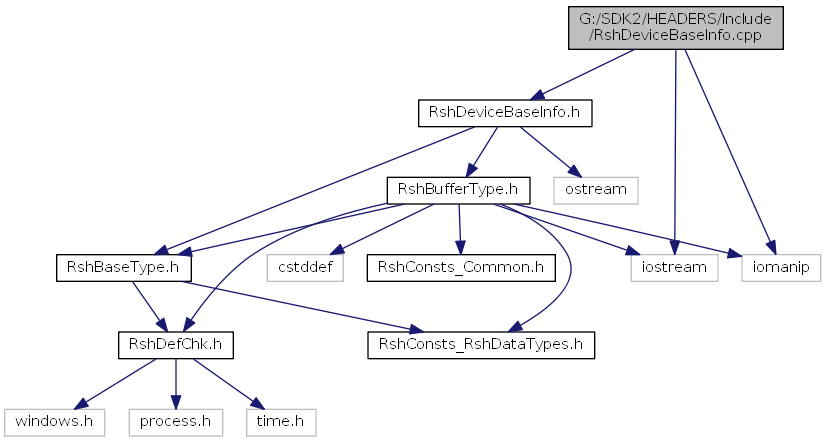 G:/SDK2/HEADERS/Include
/RshDeviceBaseInfo.cpp
RshDeviceBaseInfo.h
RshBufferType.h
ostream
RshBaseType.h
cstddef
RshConsts_Common.h
iostream
iomanip
RshDefChk.h
RshConsts_RshDataTypes.h
windows.h
process.h
time.h